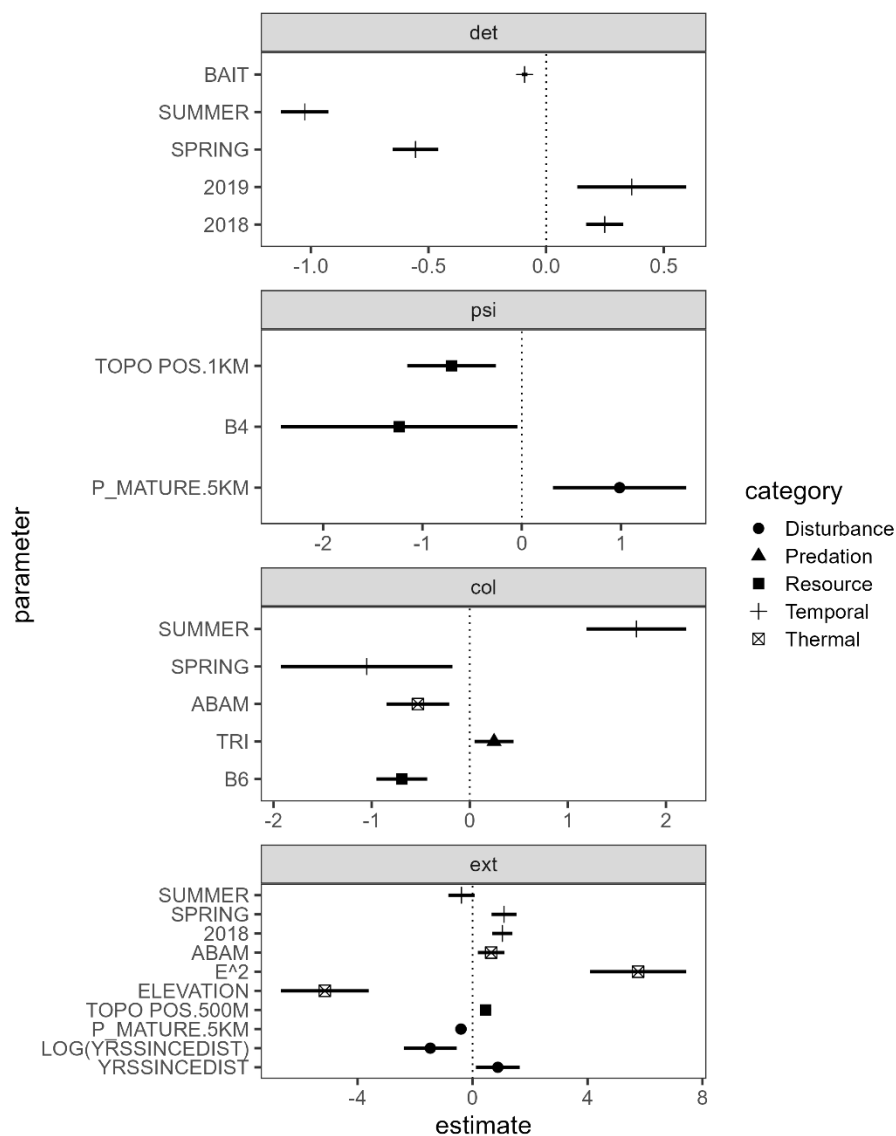 det
BAIT
SUMMER
SPRING
2019
2018
-1.0 -0.5 0.0 0.5
psi
TOPO POS.1KM
B4
P_MATURE.5KM
-2 -1 0 1
parameter
category
Disturbance
Predation
Resource
Temporal
Thermal
col
SUMMER
SPRING
ABAM
TRI
B6
-2 -1 0 1 2
ext
SUMMER
SPRING
2018
ABAM
E^2
ELEVATION
TOPO POS.500M
P_MATURE.5KM
LOG(YRSSINCEDIST)
YRSSINCEDIST
-4 0 4 8
estimate